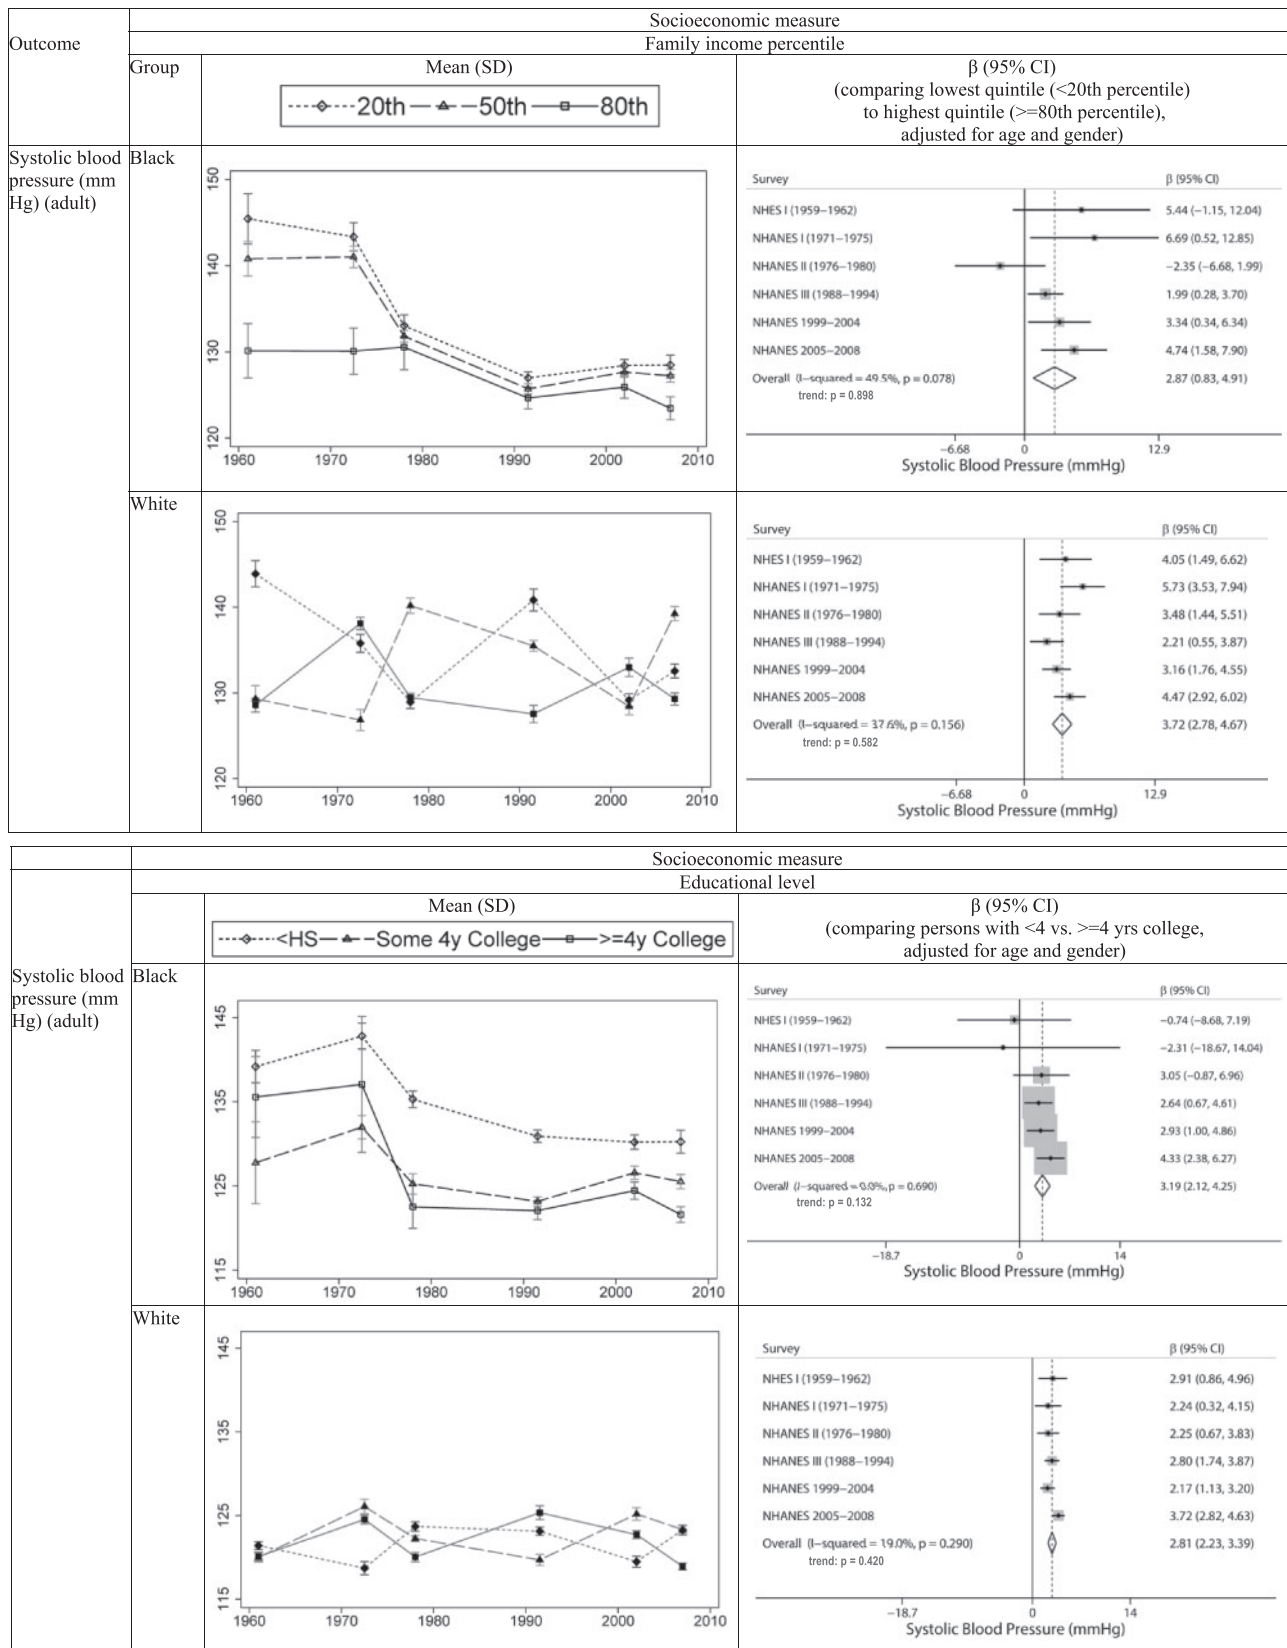 Socioeconomic measure
Outcome
Family income percentile
Group
Mean (SD)
β (95% CI)
(comparing lowest quintile (<20th percentile)
to highest quintile (>=80th percentile),
adjusted for age and gender)
20th 50th 80th
Systolic blood
pressure (mm
Hg) (adult)
Black
150
140
130
120
1960 1970 1980 1990 2000 2010
Survey β (95% CI)
NHES I (1959–1962) 5.44 (−1.15, 12.04)
NHANES I (1971–1975) 6.69 (0.52, 12.85)
NHANES II (1976–1980) −2.35 (−6.68, 1.99)
NHANES III (1988–1994) 1.99 (0.28, 3.70)
NHANES 1999–2004 3.34 (0.34, 6.34)
NHANES 2005–2008 4.74 (1.58, 7.90)
Overall (I–squared = 49.5%, p = 0.078) 2.87 (0.83, 4.91)
trend: p = 0.898
−6.68 0 12.9
Systolic Blood Pressure (mmHg)
White
150
140
130
120
1960 1970 1980 1990 2000 2010
Survey β (95% CI)
NHES I (1959–1962) 4.05 (1.49, 6.62)
NHANES I (1971–1975) 5.73 (3.53, 7.94)
NHANES II (1976–1980) 3.48 (1.44, 5.51)
NHANES III (1988–1994) 2.21 (0.55, 3.87)
NHANES 1999–2004 3.16 (1.76, 4.55)
NHANES 2005–2008 4.47 (2.92, 6.02)
Overall (I–squared = 37.6%, p = 0.156) 3.72 (2.78, 4.67)
trend: p = 0.582
−6.68 0 12.9
Systolic Blood Pressure (mmHg)
Socioeconomic measure
Educational level
Mean (SD)
β (95% CI)
(comparing persons with <4 vs. >=4 yrs college,
adjusted for age and gender)
<HS Some 4y College >=4y College
Systolic blood
pressure (mm
Hg) (adult)
Black
145
135
125
115
1960 1970 1980 1990 2000 2010
Survey β (95% CI)
NHES I (1959–1962) −0.74 (−8.68, 7.19)
NHANES I (1971–1975) −2.31 (−18.67, 14.04)
NHANES II (1976–1980) 3.05 (−0.87, 6.96)
NHANES III (1988–1994) 2.64 (0.67, 4.61)
NHANES 1999–2004 2.93 (1.00, 4.86)
NHANES 2005–2008 4.33 (2.38, 6.27)
Overall (I–squared = 0.0%, p = 0.690) 3.19 (2.12, 4.25)
trend: p = 0.132
−18.7 0 14
Systolic Blood Pressure (mmHg)
White
145
135
125
115
1960 1970 1980 1990 2000 2010
Survey β (95% CI)
NHES I (1959–1962) 2.91 (0.86, 4.96)
NHANES I (1971–1975) 2.24 (0.32, 4.15)
NHANES II (1976–1980) 2.25 (0.67, 3.83)
NHANES III (1988–1994) 2.80 (1.74, 3.87)
NHANES 1999–2004 2.17 (1.13, 3.20)
NHANES 2005–2008 3.72 (2.82, 4.63)
Overall (I–squared = 19.0%, p = 0.290) 2.81 (2.23, 3.39)
trend: p = 0.420
−18.7 0 14
Systolic Blood Pressure (mmHg)